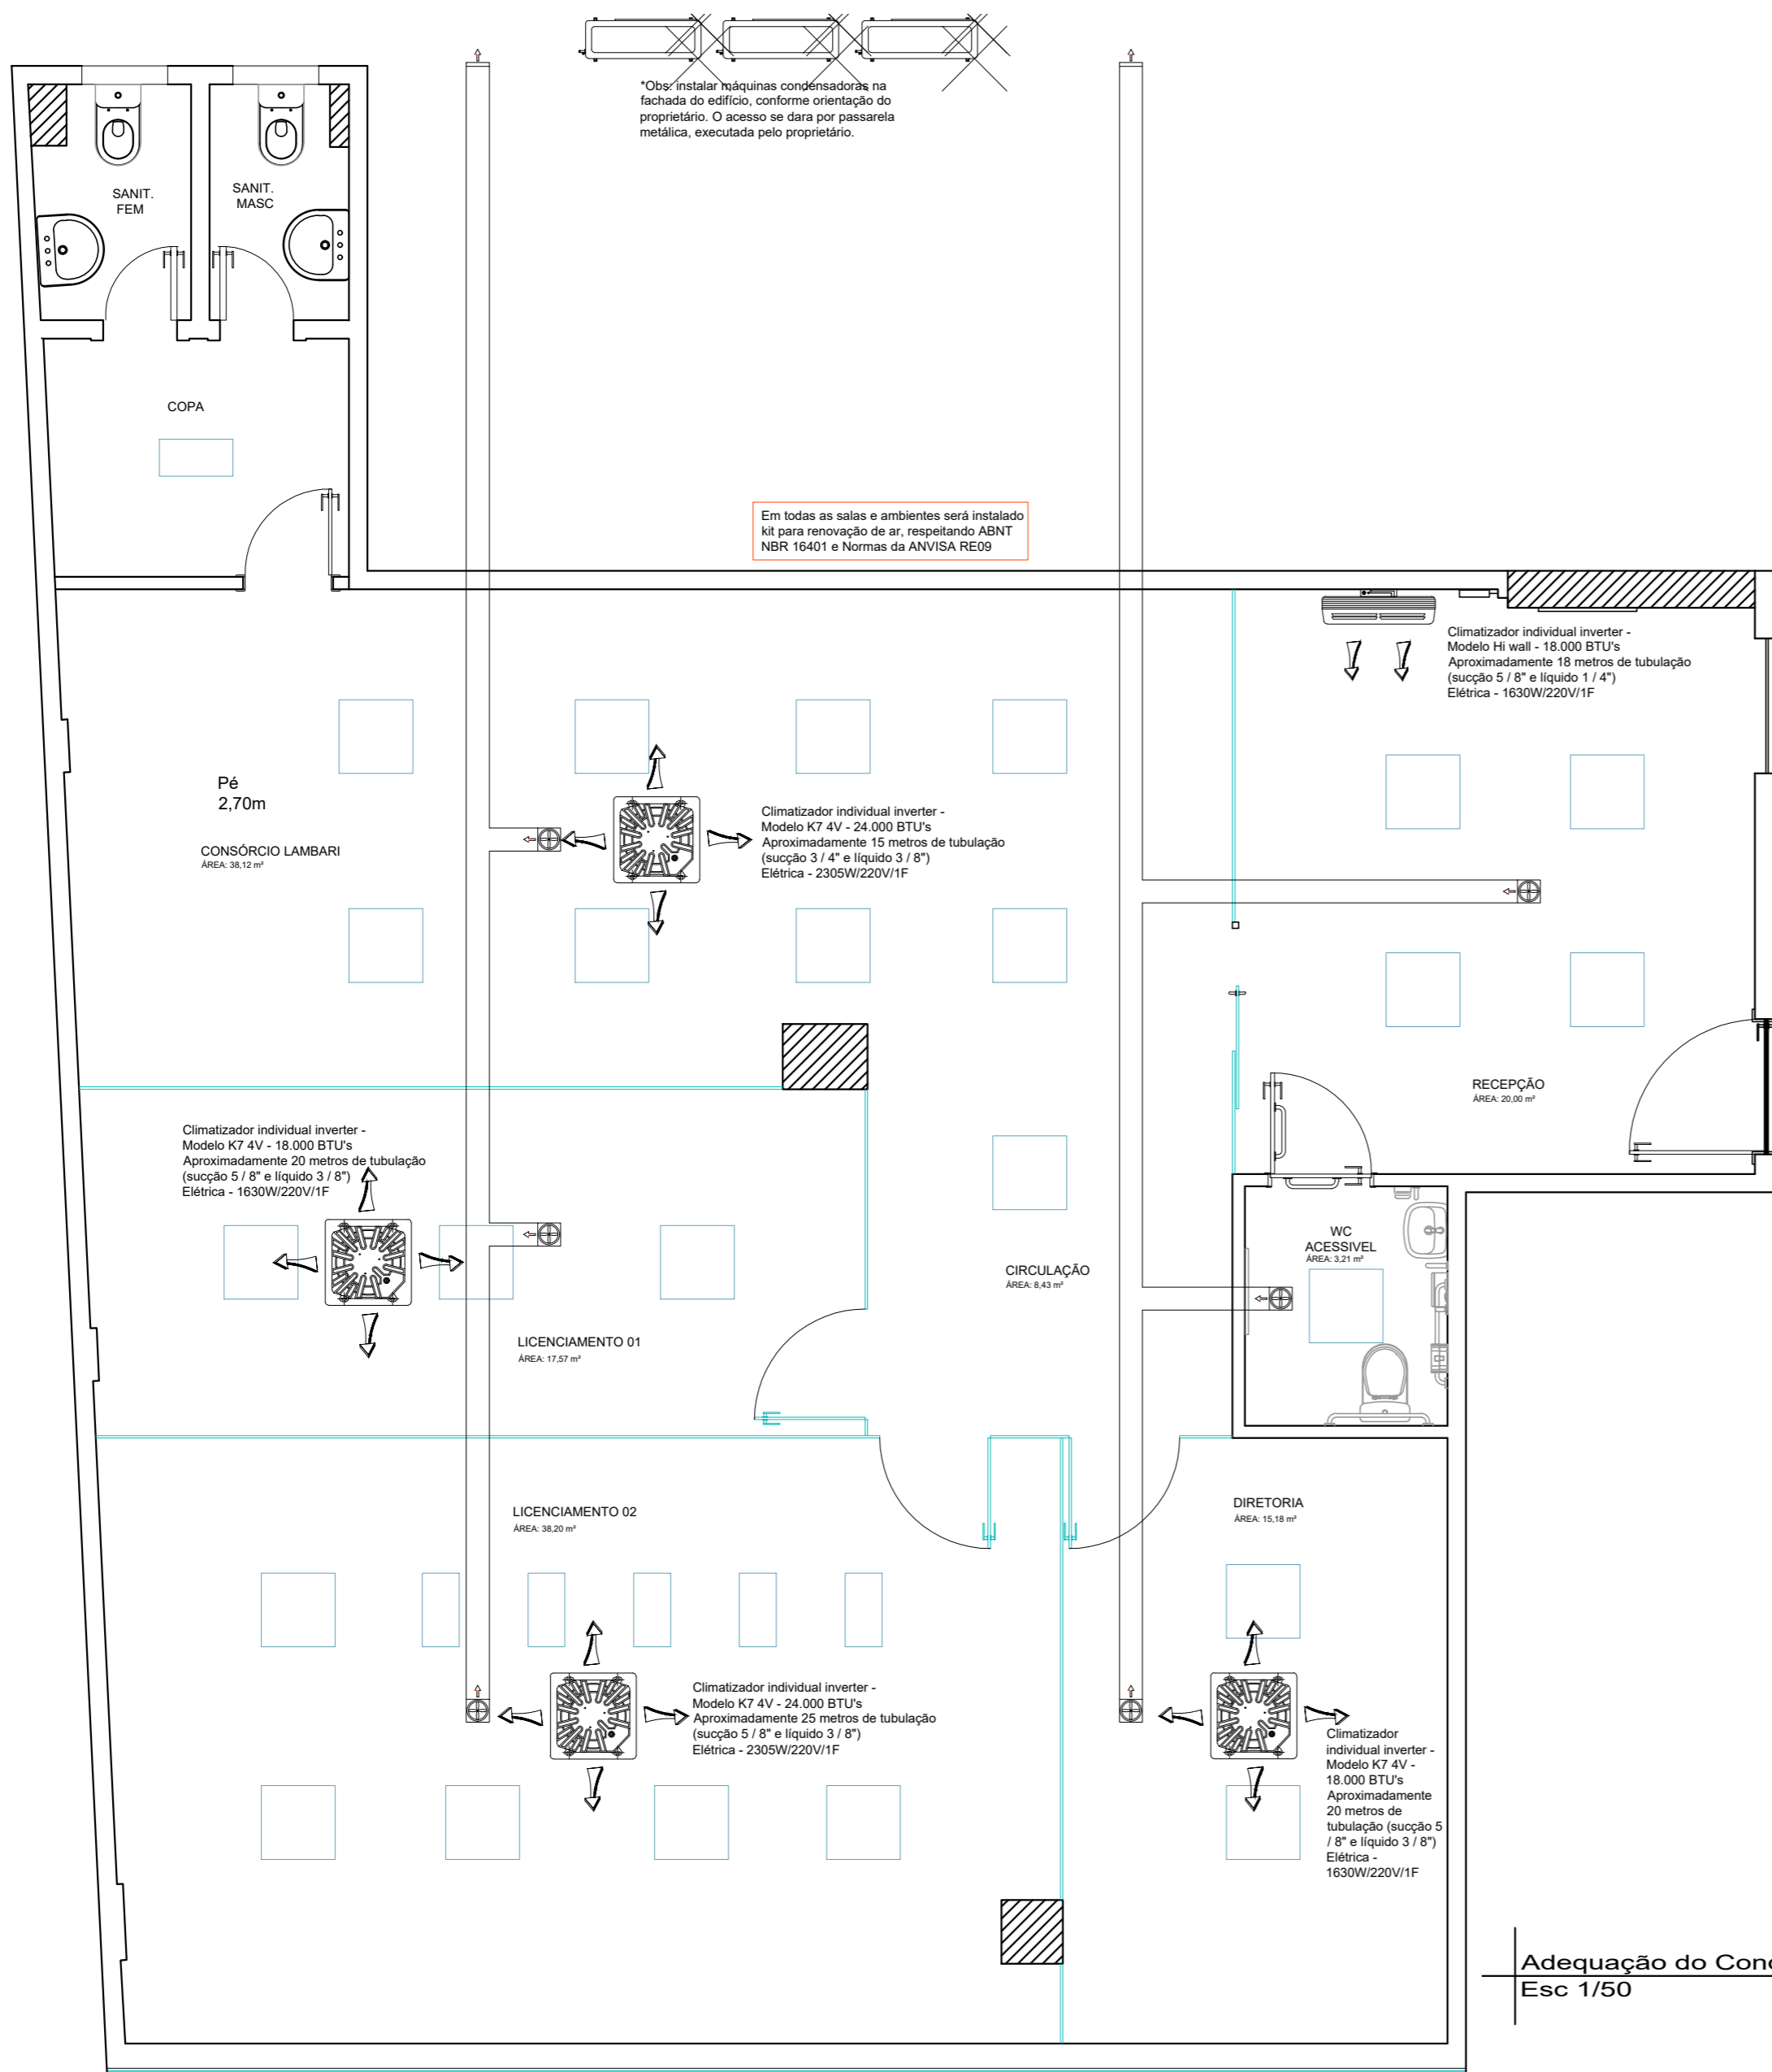 *Obs: instalar máquinas condensadoras na
fachada do edifício, conforme orientação do
proprietário. O acesso se dara por passarela
metálica, executada pelo proprietário.
SANIT.
FEM
SANIT.
MASC
COPA
Em todas as salas e ambientes será instalado
kit para renovação de ar, respeitando ABNT
NBR 16401 e Normas da ANVISA RE09
Climatizador individual inverter -
Modelo Hi wall - 18.000 BTU's
Aproximadamente 18 metros de tubulação
(sucção 5 / 8" e líquido 1 / 4")
Elétrica - 1630W/220V/1F
Pé
2,70m
CONSÓRCIO LAMBARI
ÁREA: 38,12 m²
Climatizador individual inverter -
Modelo K7 4V - 24.000 BTU's
Aproximadamente 15 metros de tubulação
(sucção 3 / 4" e líquido 3 / 8")
Elétrica - 2305W/220V/1F
RECEPÇÃO
ÁREA: 20,00 m²
Climatizador individual inverter -
Modelo K7 4V - 18.000 BTU's
Aproximadamente 20 metros de tubulação
(sucção 5 / 8" e líquido 3 / 8")
Elétrica - 1630W/220V/1F
WC
ACESSIVEL
ÁREA: 3,21 m²
CIRCULAÇÃO
ÁREA: 8,43 m²
LICENCIAMENTO 01
ÁREA: 17,57 m²
LICENCIAMENTO 02
ÁREA: 38,20 m²
DIRETORIA
ÁREA: 15,18 m²
Climatizador individual inverter -
Modelo K7 4V - 24.000 BTU's
Aproximadamente 25 metros de tubulação
(sucção 5 / 8" e líquido 3 / 8")
Elétrica - 2305W/220V/1F
Climatizador
individual inverter -
Modelo K7 4V -
18.000 BTU's
Aproximadamente
20 metros de
tubulação (sucção 5
/ 8" e líquido 3 / 8")
Elétrica -
1630W/220V/1F
Adequação do Conc
Esc 1/50